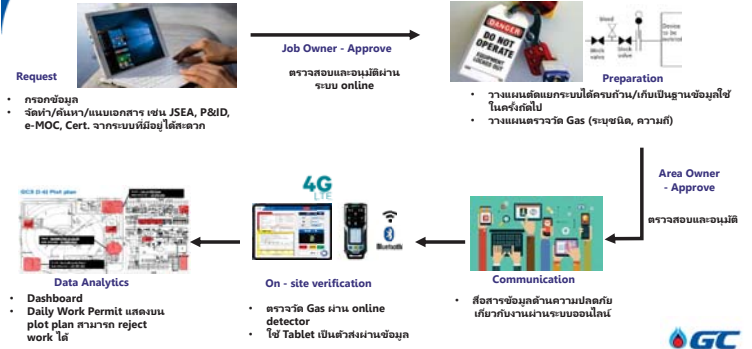 Request
• กรอกข้อมูล
• จัดทำ/ค้นหา/แนบเอกสาร เช่น JSEA, P&ID,
e-MOC, Cert. จากระบบที่มีอยู่ได้สะดวก
Job Owner - Approve
ตรวจสอบและอนุมัติผ่าน
ระบบ online
DANGER
DO NOT
OPERATE
EQUIPMENT
LOCKED OUT
bleed
block
valve
block
valve
Device
to be
Preparation
• วางแผนตัดแยกระบบได้ครบถ้วน/เก็บเป็นฐานข้อมูลใช้
ในครั้งถัดไป
• วางแผนตรวจวัด Gas (ระบุชนิด, ความถี่)
Area Owner
- Approve
ตรวจสอบและอนุมัติ
Communication
• สื่อสารข้อมูลด้านความปลดภัย
เกี่ยวกับงานผ่านระบบออนไลน์
4G
LTE
Bluetooth
On - site verification
• ตรวจวัด Gas ผ่าน online
detector
• ใช้ Tablet เป็นตัวส่งผ่านข้อมูล
Plot plan
Data Analytics
• Dashboard
• Daily Work Permit แสดงบน
plot plan สามารถ reject
work ได้
GC